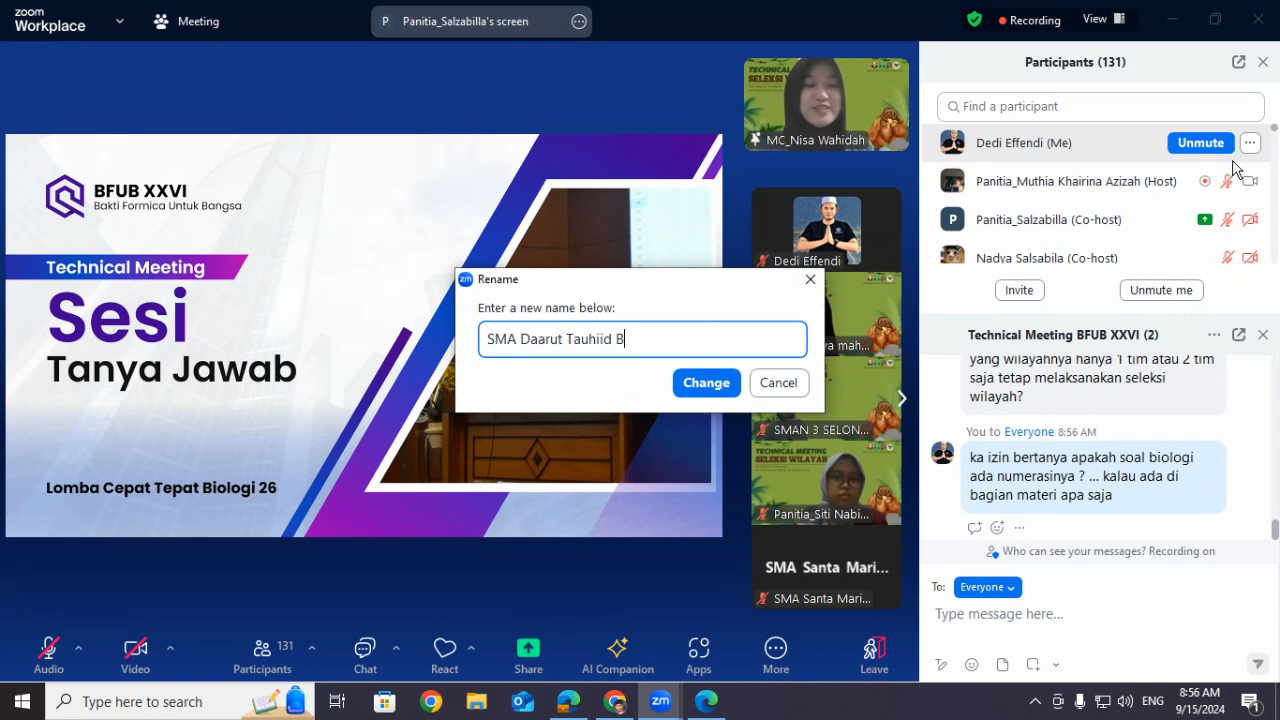 zoom
Workplace
Meeting
P Panitia_Salzabilla's screen
Recording
View
BFUB XXVI
Bakti Formica Untuk Bangsa
Technical Meeting
Sesi
Tanya Jawab
Lomba Cepat Tepat Biologi 26
MC_Nisa Wahidah
Dedi Effendi
SMAN 3 SELON...
Panitia_Siti Nabi...
SMA Santa Mari...
SMA Santa Mari...
zm Rename
Enter a new name below:
SMA Daarut Tauhiid B
Change
Cancel
Participants (131)
Find a participant
Dedi Effendi (Me)
Unmute
Panitia_Muthia Khairina Azizah (Host)
P Panitia_Salzabilla (Co-host)
Nadya Salsabila (Co-host)
Invite
Unmute me
Technical Meeting BFUB XXVI (2)
yang wilayahnya hanya 1 tim atau 2 tim
saja tetap melaksanakan seleksi
wilayah?
You to Everyone 8:56 AM
ka izin bertanya apakah soal biologi
ada numerasinya ? ... kalau ada di
bagian materi apa saja
Who can see your messages? Recording on
To: Everyone
Type message here...
Audio
Video
131
Participants
Chat
React
Share
AI Companion
Apps
More
Leave
Type here to search
zm
ENG
8:56 AM
9/15/2024
1